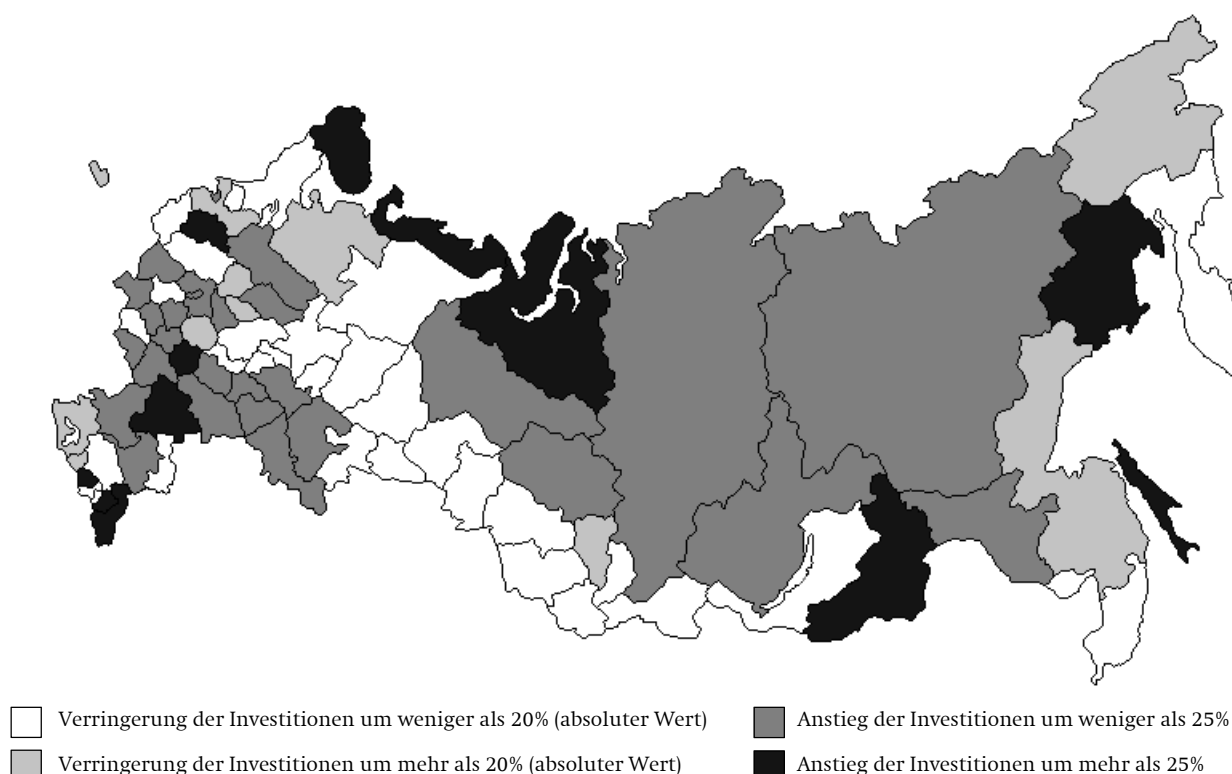 Verringerung der Investitionen um weniger als 20% (absoluter Wert)
Verringerung der Investitionen um mehr als 20% (absoluter Wert)
Anstieg der Investitionen um weniger als 25%
Anstieg der Investitionen um mehr als 25%